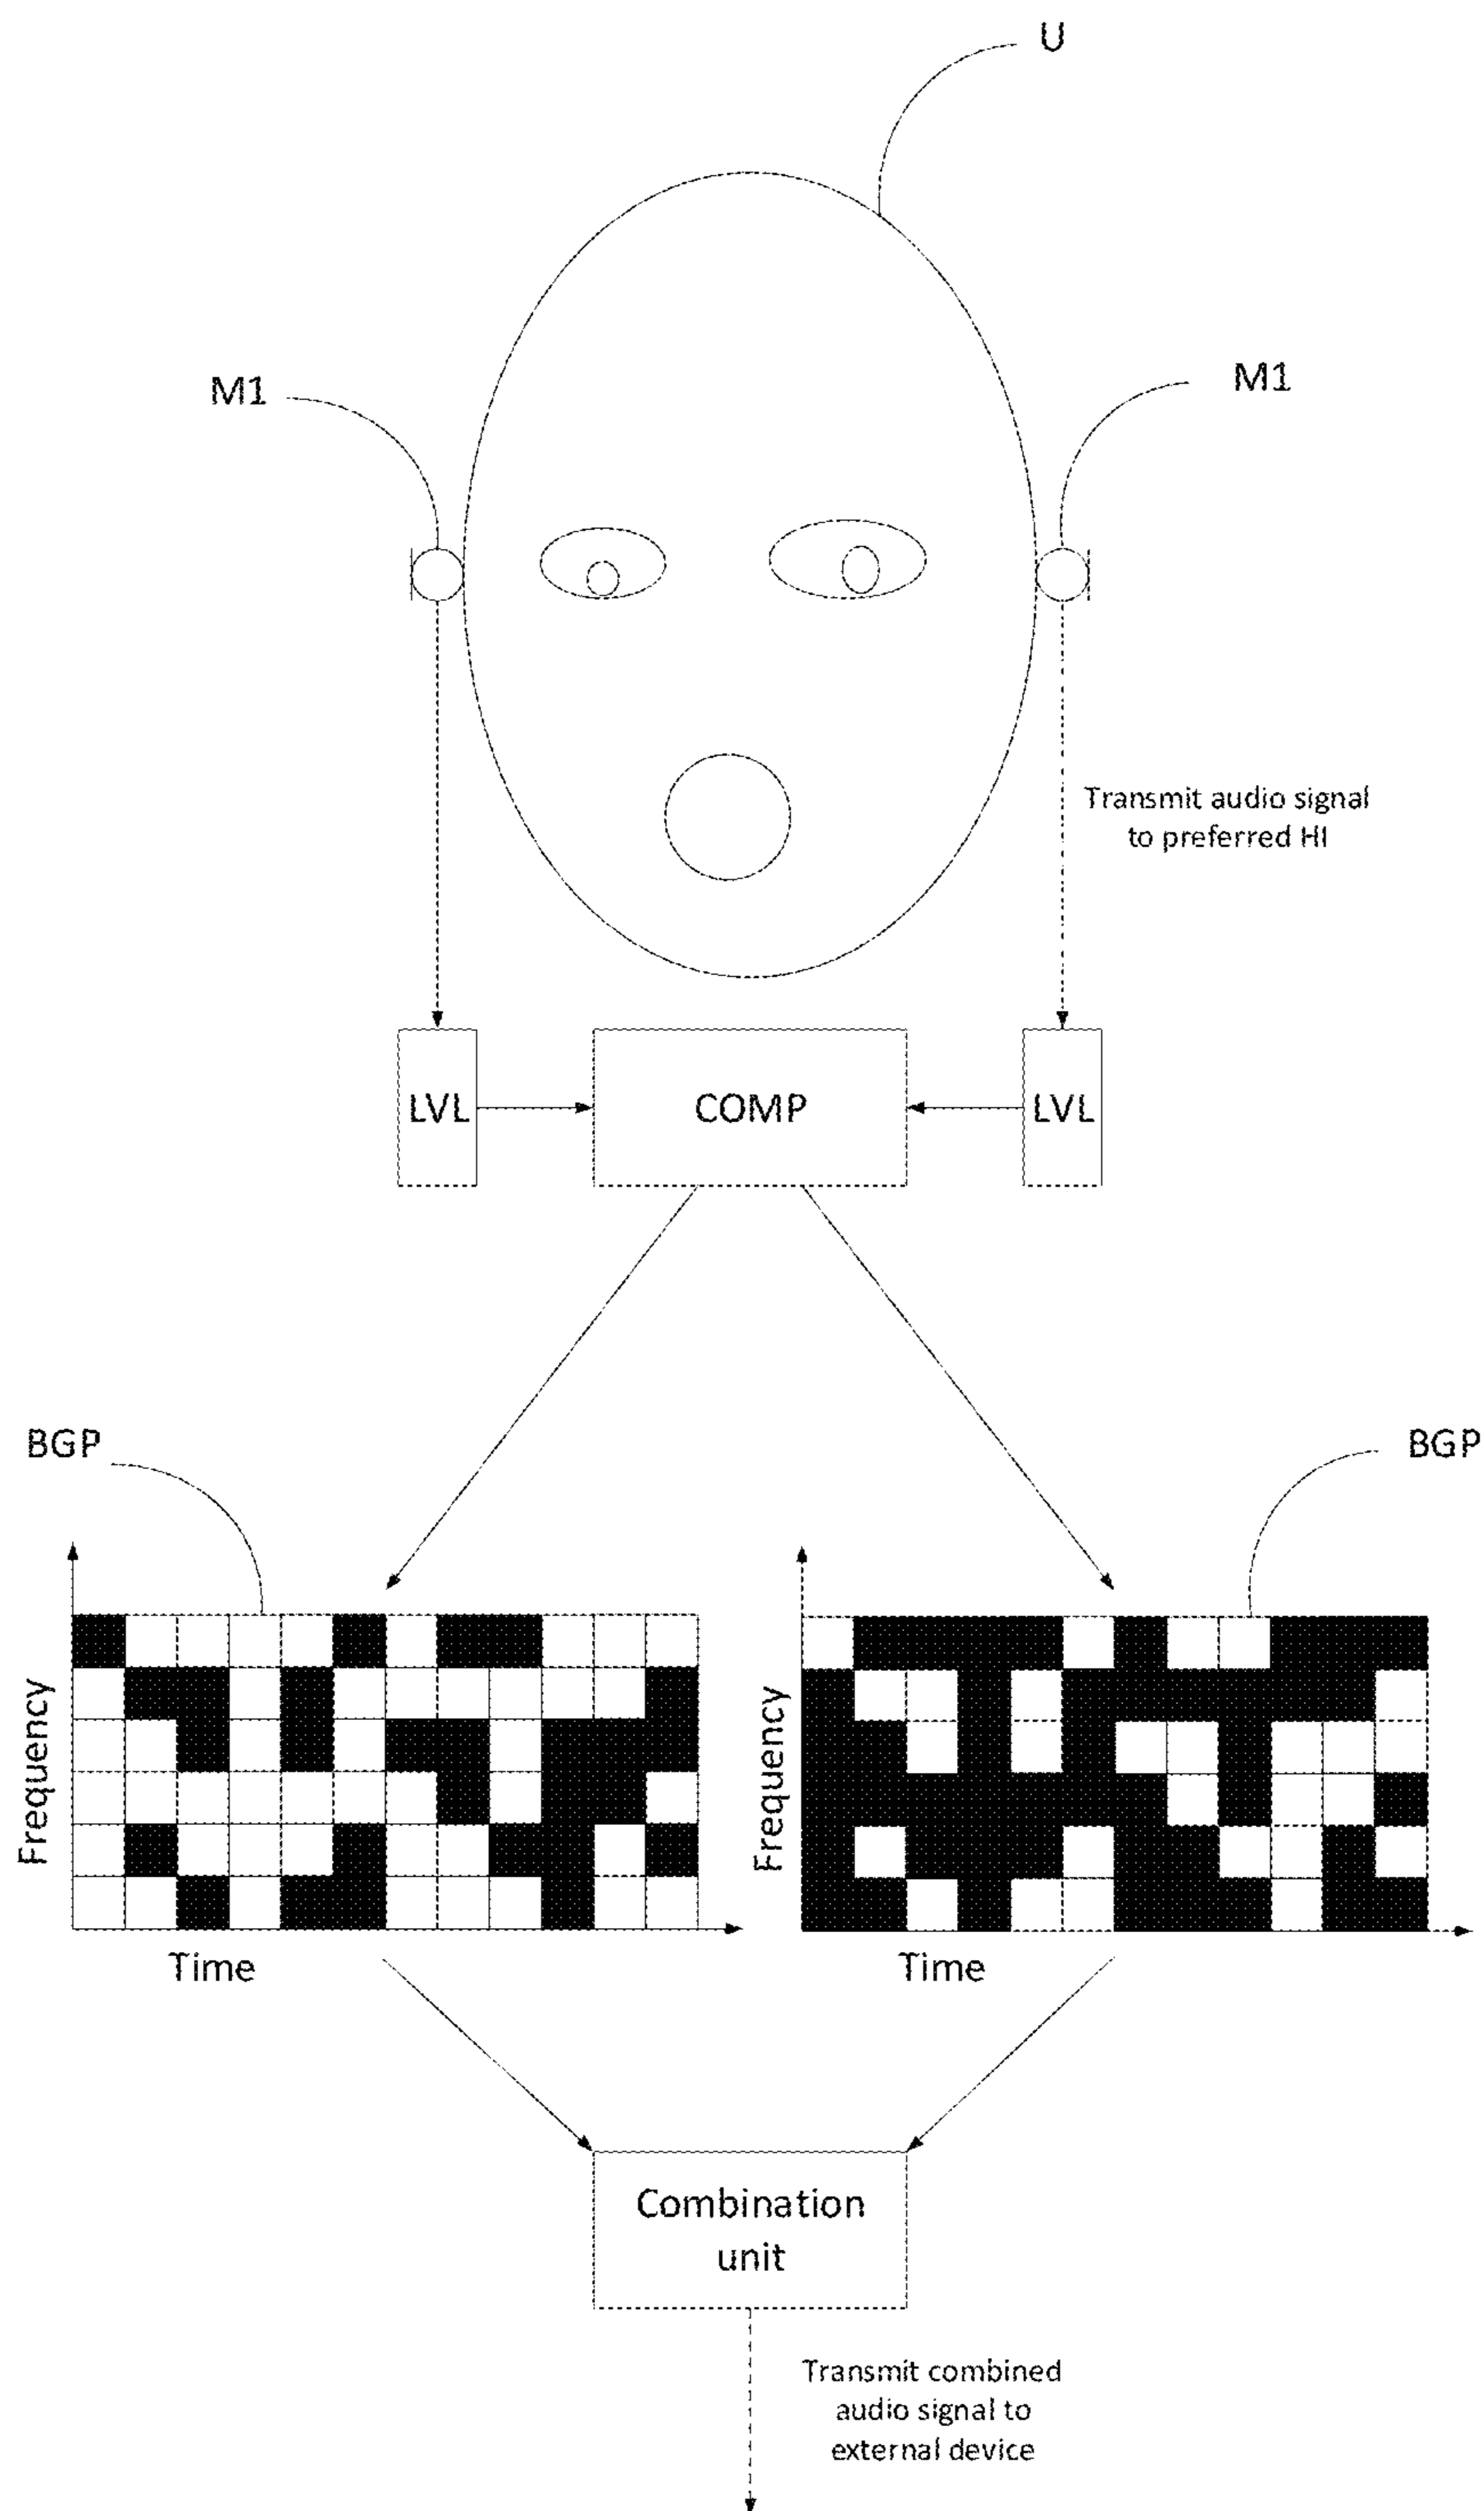 U
M1
M1
Transmit audio signal
to preferred HI
LVL
COMP
LVL
BGP
BGP
Frequency
Frequency
Time
Time
Combination
unit
Transmit combined
audio signal to
external device